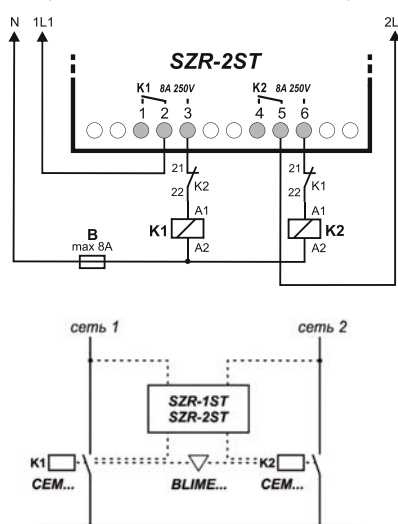 N 1L1 2L
SZR-2ST
K1 8A 250V K2 8A 250V
1 2 3 4 5 6
21 21
22 K2 22 K1
A1 A1
K1 K2
A2 A2
B
max 8A
сеть 1 сеть 2
SZR-1ST
SZR-2ST
K1 K2
CEM... BLIME... CEM...